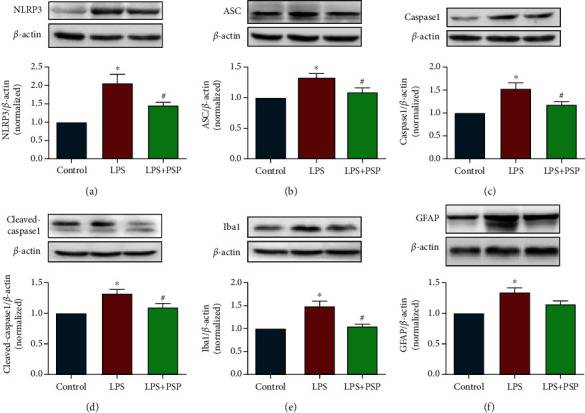 NLRP3
β-actin
NLRP3/β-actin
(normalized)
2.5
2.0
1.5
1.0
0.5
0.0
*
#
Control LPS LPS+PSP
(a)
ASC
β-actin
ASC/β-actin
(normalized)
1.5
1.0
0.5
0.0
*
#
Control LPS LPS+PSP
(b)
Caspase1
β-actin
Caspase1/β-actin
(normalized)
2.0
1.5
1.0
0.5
0.0
*
#
Control LPS LPS+PSP
(c)
Cleaved-
caspase1
β-actin
Cleaved-caspase1/β-actin
(normalized)
1.5
1.0
0.5
0.0
*
#
Control LPS LPS+PSP
(d)
Iba1
β-actin
Iba1/β-actin
(normalized)
2.0
1.5
1.0
0.5
0.0
*
#
Control LPS LPS+PSP
(e)
GFAP
β-actin
GFAP/β-actin
(normalized)
1.5
1.0
0.5
0.0
*
Control LPS LPS+PSP
(f)